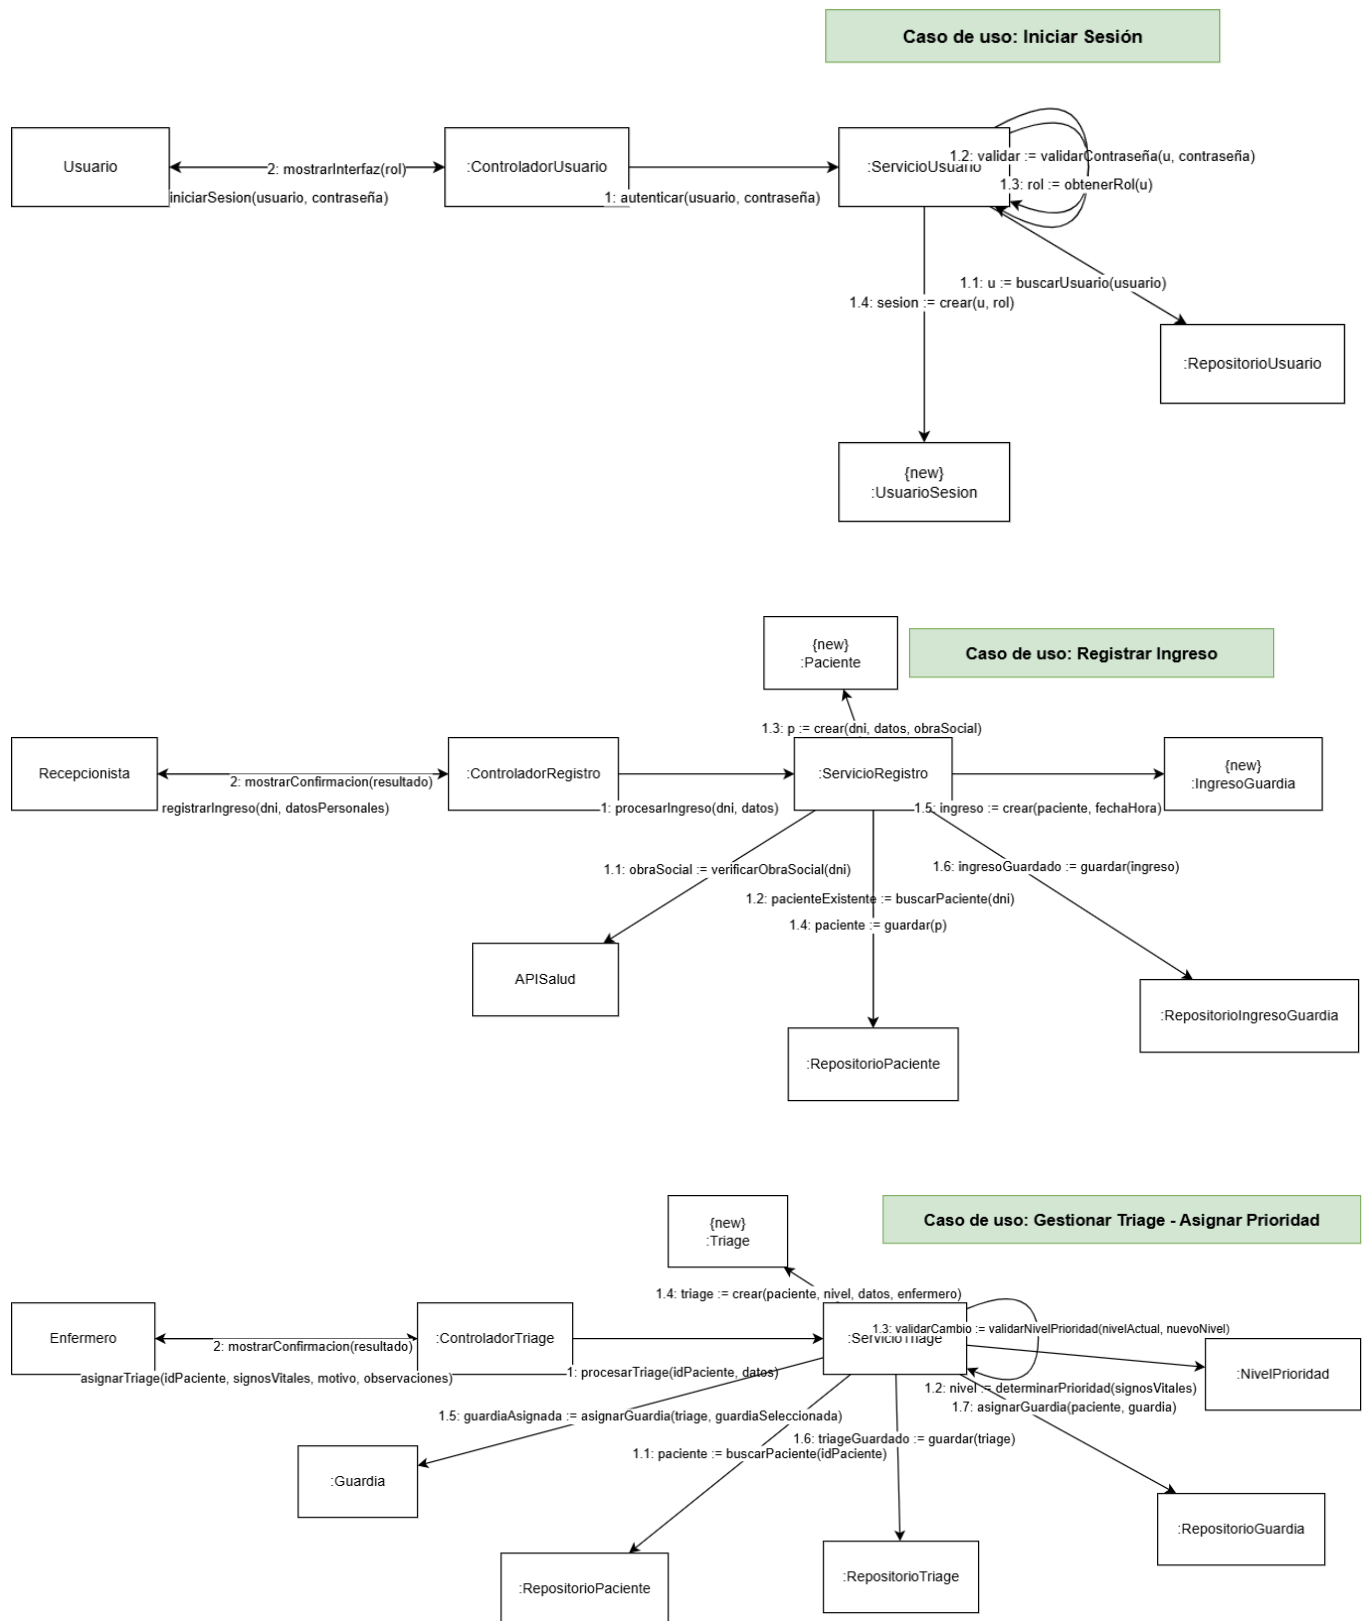 Caso de uso: Iniciar Sesión
Usuario
2: mostrarInterfaz(rol)
iniciarSesion(usuario, contraseña)
:ControladorUsuario
1: autenticar(usuario, contraseña)
:ServicioUsuario
1.2: validar := validarContraseña(u, contraseña)
1.3: rol := obtenerRol(u)
1.1: u := buscarUsuario(usuario)
1.4: sesion := crear(u, rol)
:RepositorioUsuario
{new}
:UsuarioSesion
{new}
:Paciente
Caso de uso: Registrar Ingreso
1.3: p := crear(dni, datos, obraSocial)
Recepcionista
2: mostrarConfirmacion(resultado)
registrarIngreso(dni, datosPersonales)
:ControladorRegistro
1: procesarIngreso(dni, datos)
:ServicioRegistro
1.5: ingreso := crear(paciente, fechaHora)
{new}
:IngresoGuardia
1.1: obraSocial := verificarObraSocial(dni)
1.6: ingresoGuardado := guardar(ingreso)
1.2: pacienteExistente := buscarPaciente(dni)
1.4: paciente := guardar(p)
APISalud
:RepositorioIngresoGuardia
:RepositorioPaciente
{new}
:Triage
Caso de uso: Gestionar Triage - Asignar Prioridad
1.4: triage := crear(paciente, nivel, datos, enfermero)
Enfermero
2: mostrarConfirmacion(resultado)
asignarTriage(idPaciente, signosVitales, motivo, observaciones)
:ControladorTriage
1: procesarTriage(idPaciente, datos)
:ServicioTriage
1.3: validarCambio := validarNivelPrioridad(nivelActual, nuevoNivel)
:NivelPrioridad
1.2: nivel := determinarPrioridad(signosVitales)
1.7: asignarGuardia(paciente, guardia)
1.5: guardiaAsignada := asignarGuardia(triage, guardiaSeleccionada)
1.6: triageGuardado := guardar(triage)
1.1: paciente := buscarPaciente(idPaciente)
:Guardia
:RepositorioGuardia
:RepositorioPaciente
:RepositorioTriage